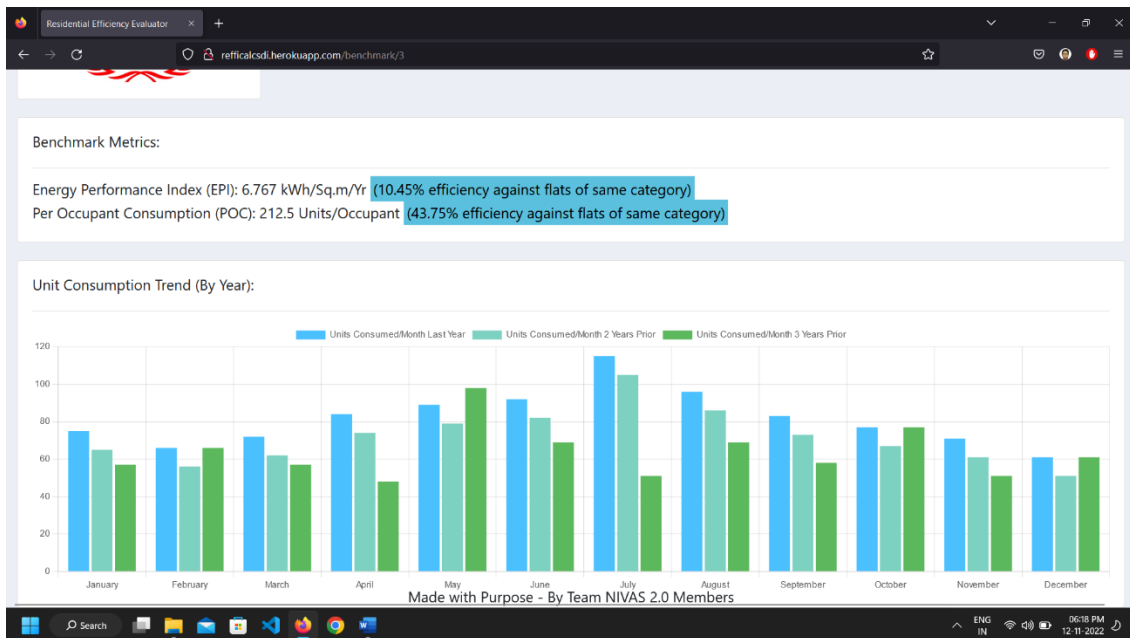 Residential Efficiency Evaluator
refficalcsdi.herokuapp.com/benchmark/3
Benchmark Metrics:
Energy Performance Index (EPI): 6.767 kWh/Sq.m/Yr (10.45% efficiency against flats of same category)
Per Occupant Consumption (POC): 212.5 Units/Occupant (43.75% efficiency against flats of same category)
Unit Consumption Trend (By Year):
Units Consumed/Month Last Year Units Consumed/Month 2 Years Prior Units Consumed/Month 3 Years Prior
120
100
80
60
40
20
0
January February March April May June July August September October November December
Made with Purpose - By Team NIVAS 2.0 Members
Search
ENG
IN
06:18 PM
12-11-2022